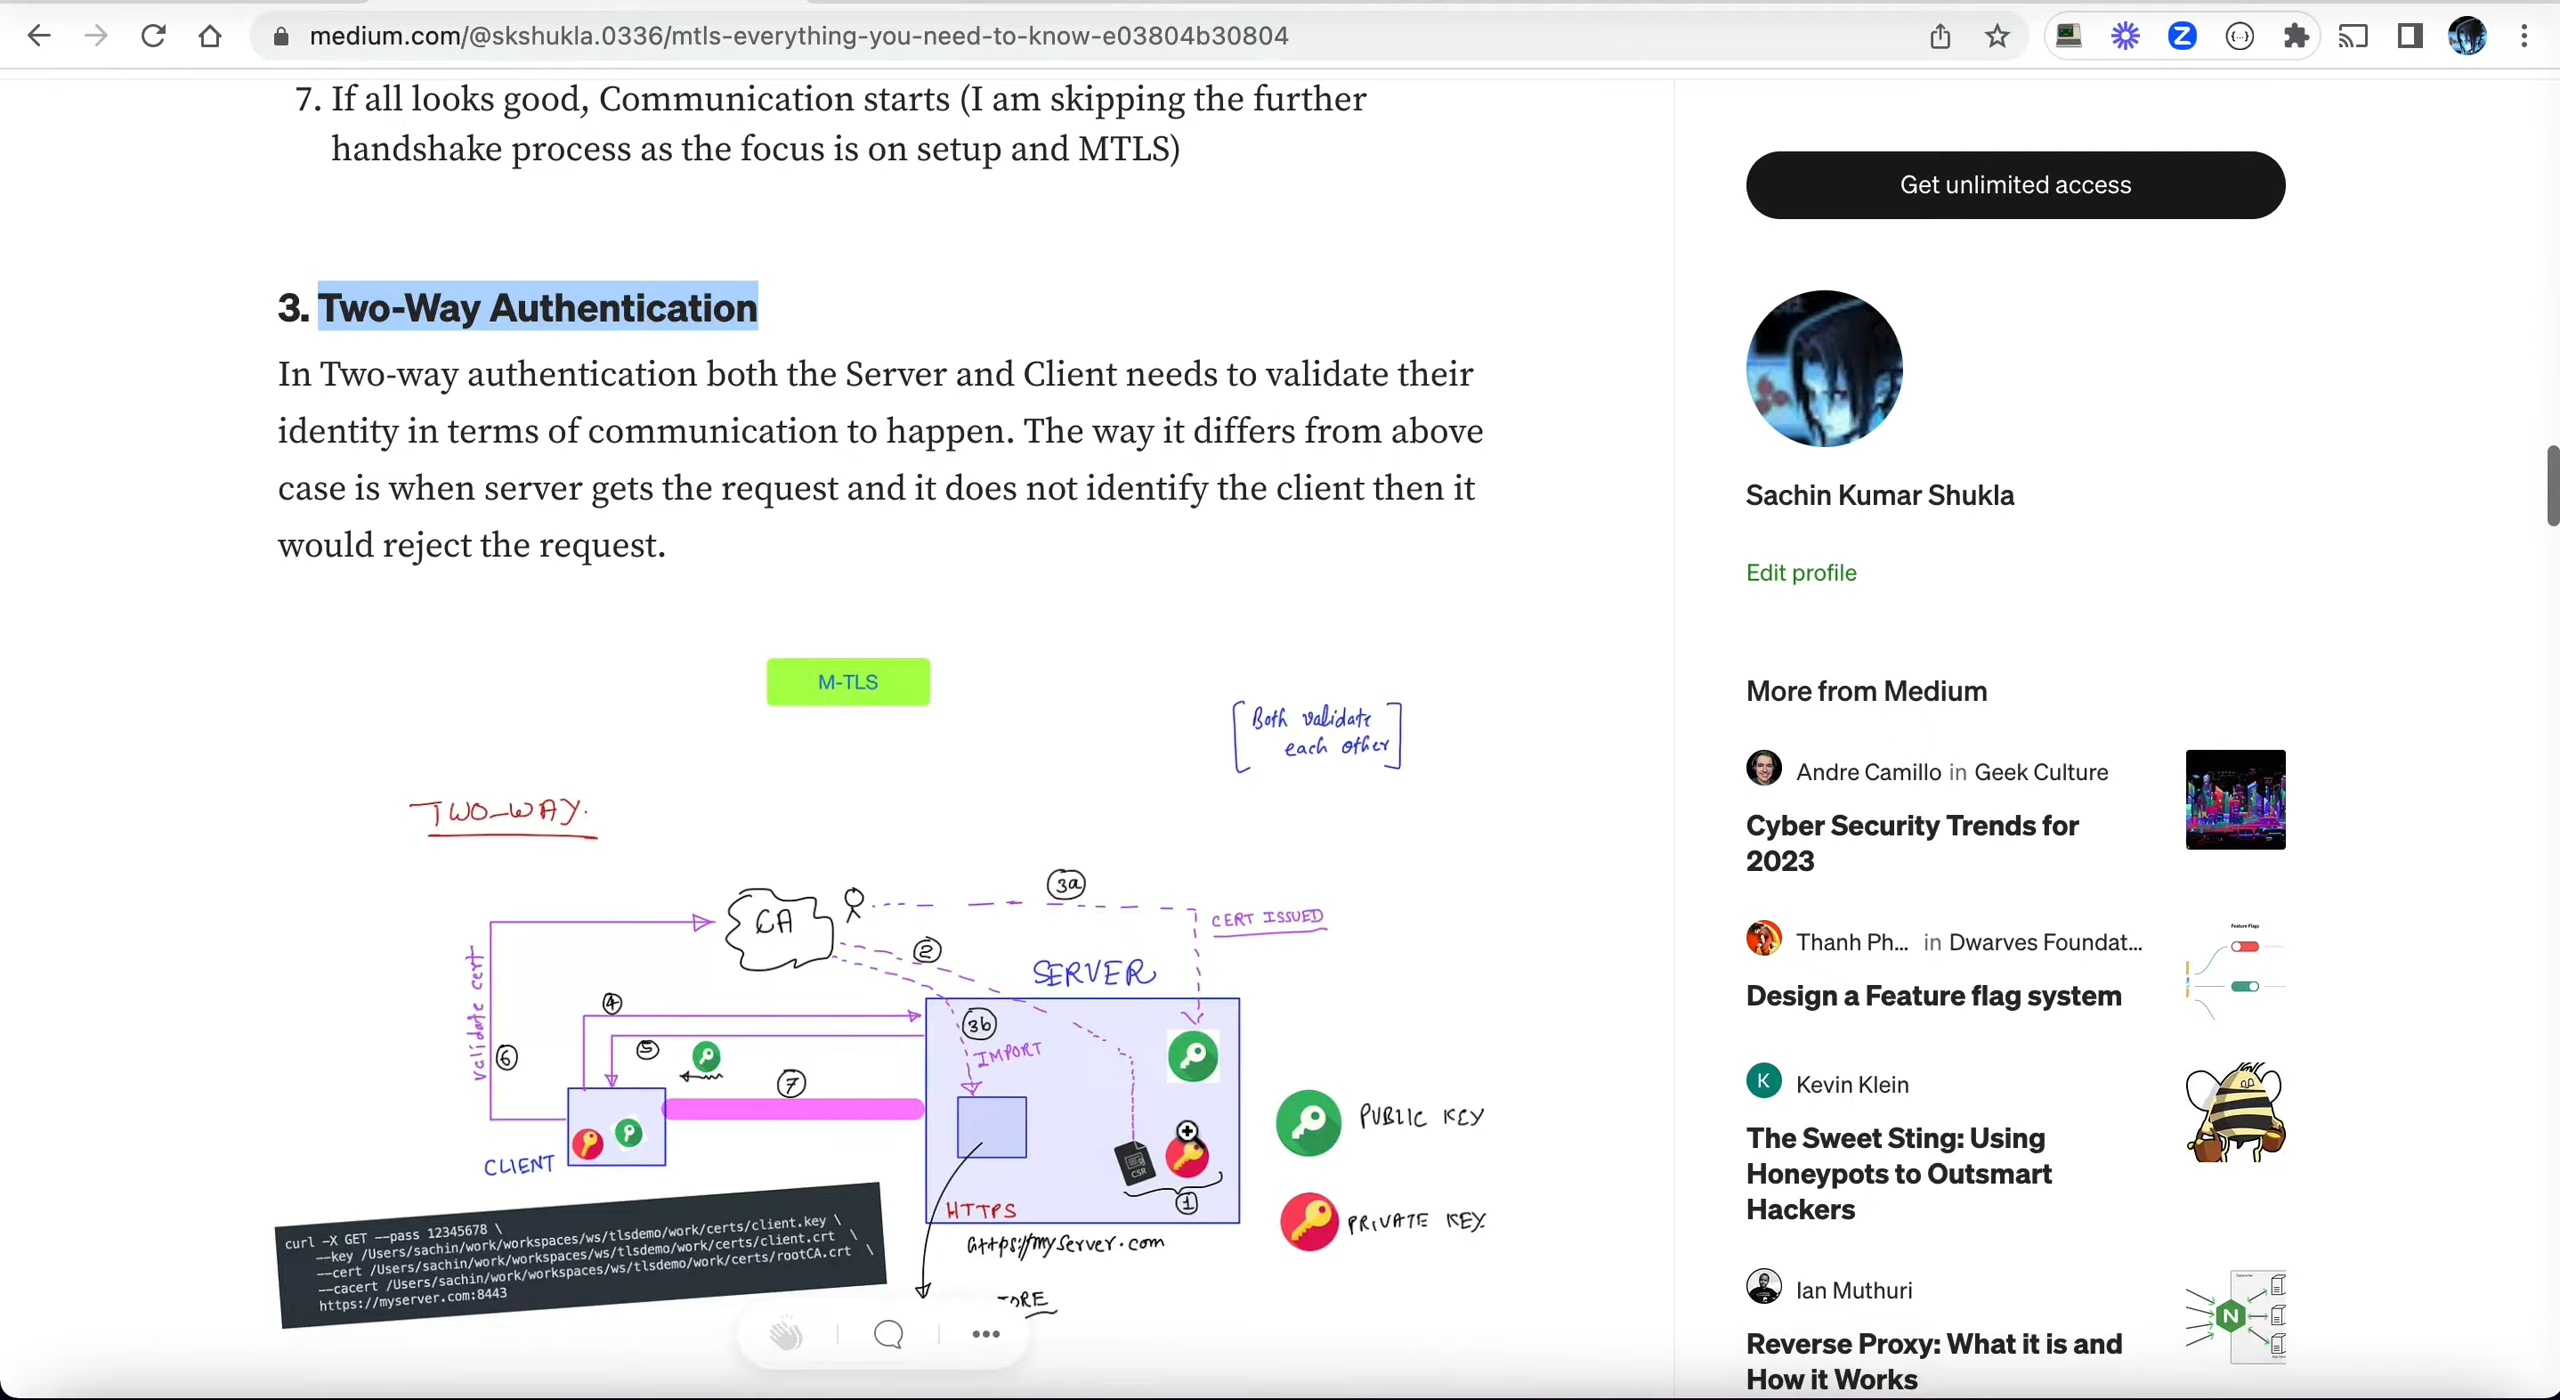 medium.com/@skshukla.0336/mtls-everything-you-need-to-know-e03804b30804
7. If all looks good, Communication starts (I am skipping the further
handshake process as the focus is on setup and MTLS)
3. Two-Way Authentication
In Two-way authentication both the Server and Client needs to validate their
identity in terms of communication to happen. The way it differs from above
case is when server gets the request and it does not identify the client then it
would reject the request.
M-TLS
Both validate
each other
TWO-WAY.
3a
CA
CERT ISSUED
2
SERVER
validate cert
4
3b
5
6
IMPORT
7
CLIENT
CSR
1
HTTPS
https://myserver.com
PUBLIC KEY
PRIVATE KEY
curl -X GET --pass 12345678 \
--key /Users/sachin/work/workspaces/ws/tlsdemo/work/certs/client.key \
--cert /Users/sachin/work/workspaces/ws/tlsdemo/work/certs/client.crt \
--cacert /Users/sachin/work/workspaces/ws/tlsdemo/work/certs/rootCA.crt \
https://myserver.com:8443
Get unlimited access
Sachin Kumar Shukla
Edit profile
More from Medium
Andre Camillo in Geek Culture
Cyber Security Trends for
2023
Thanh Ph... in Dwarves Foundat...
Feature Flags
Design a Feature flag system
K
Kevin Klein
The Sweet Sting: Using
Honeypots to Outsmart
Hackers
Ian Muthuri
N
Reverse Proxy: What it is and
How it Works